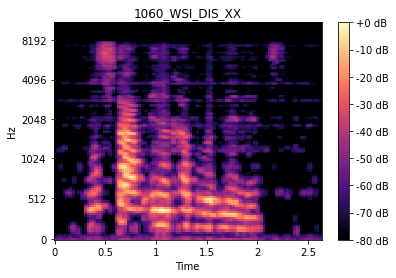 1060_WSI_DIS_XX
+0 dB
8192
-10 dB
4096
-20 dB
-30 dB
2048
Hz
-40 dB
1024
-50 dB
512
-60 dB
-70 dB
0
-80 dB
0 0.5 1 1.5 2 2.5
Time